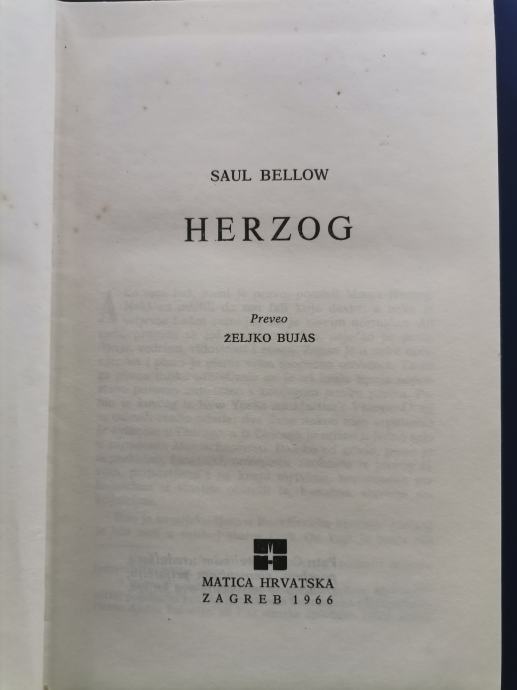 SAUL BELLOW
HERZOG
Preveo
ŽELJKO BUJAS
MATICA HRVATSKA
ZAGREB 1966